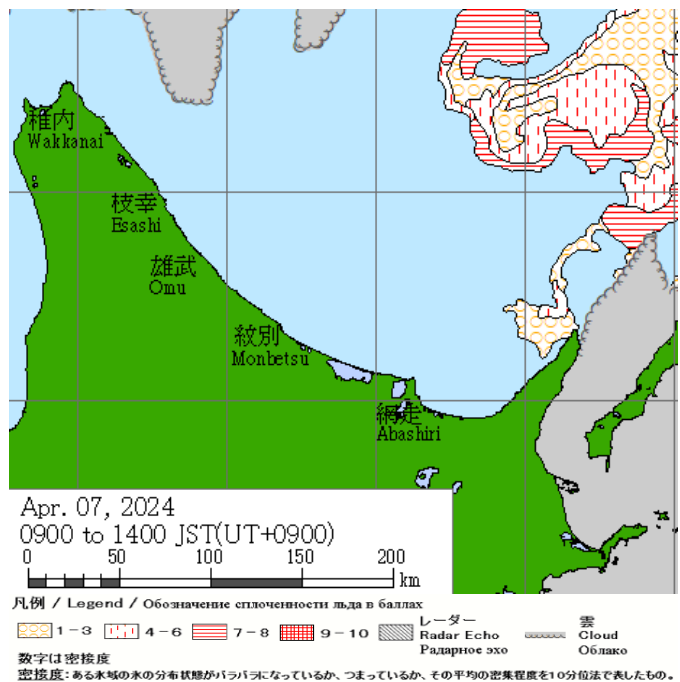 稚内
Wakkanai
枝幸
Esashi
雄武
Omu
紋別
Monbetsu
網走
Abashiri
Apr. 07, 2024
0900 to 1400 JST(UT+0900)
0 50 100 150 200
km
凡例 / Legend / Обозначение сплоченности льда в баллах
1-3 4-6 7-8 9-10 レーダー Radar Echo Радарное эхо 雲 Cloud Облако
数字は密接度
密接度:ある氷域の氷の分布状態がバラバラになっているか、つまっているか、その平均の密集程度を10分位法で表したもの。